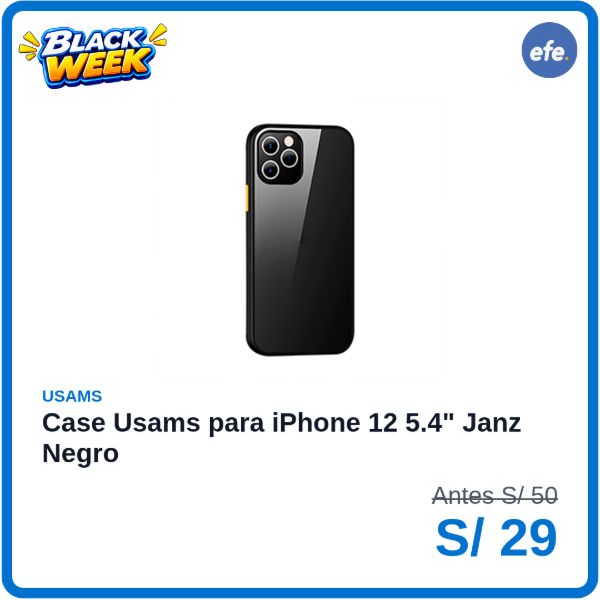 BLACK
WEEK
efe.
USAMS
Case Usams para iPhone 12 5.4" Janz
Negro
Antes S/ 50
S/ 29